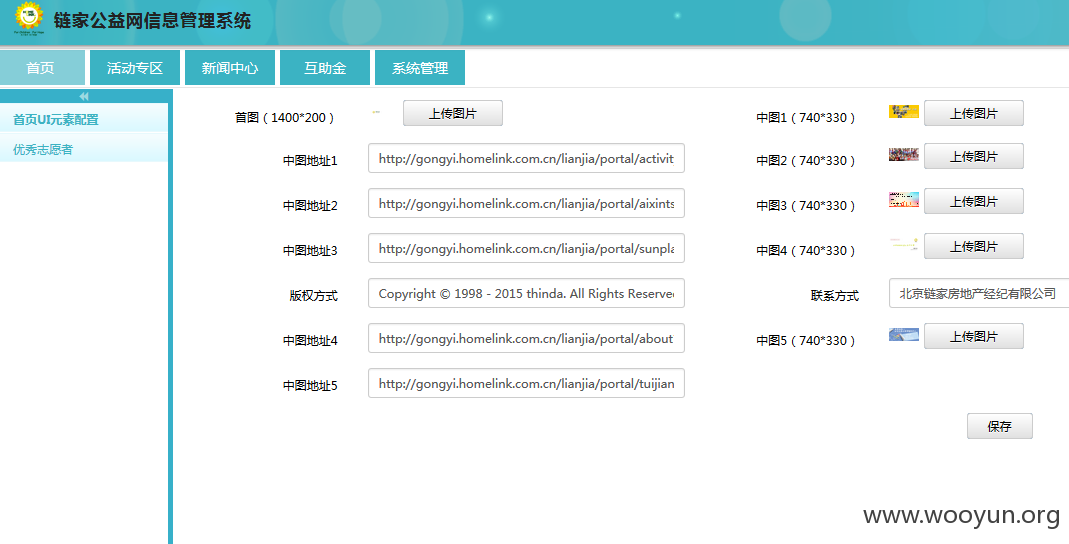 链家公益网信息管理系统
首页 活动专区 新闻中心 互助金 系统管理
首页UI元素配置
优秀志愿者
首图（1400*200） 上传图片 中图1（740*330） 上传图片
中图地址1 http://gongyi.homelink.com.cn/lianjia/portal/activit 中图2（740*330） 上传图片
中图地址2 http://gongyi.homelink.com.cn/lianjia/portal/aixints 中图3（740*330） 上传图片
中图地址3 http://gongyi.homelink.com.cn/lianjia/portal/sunpla 中图4（740*330） 上传图片
版权方式 Copyright © 1998 - 2015 thinda. All Rights Reserve 联系方式 北京链家房地产经纪有限公司
中图地址4 http://gongyi.homelink.com.cn/lianjia/portal/about 中图5（740*330） 上传图片
中图地址5 http://gongyi.homelink.com.cn/lianjia/portal/tuijian
保存
www.wooyun.org